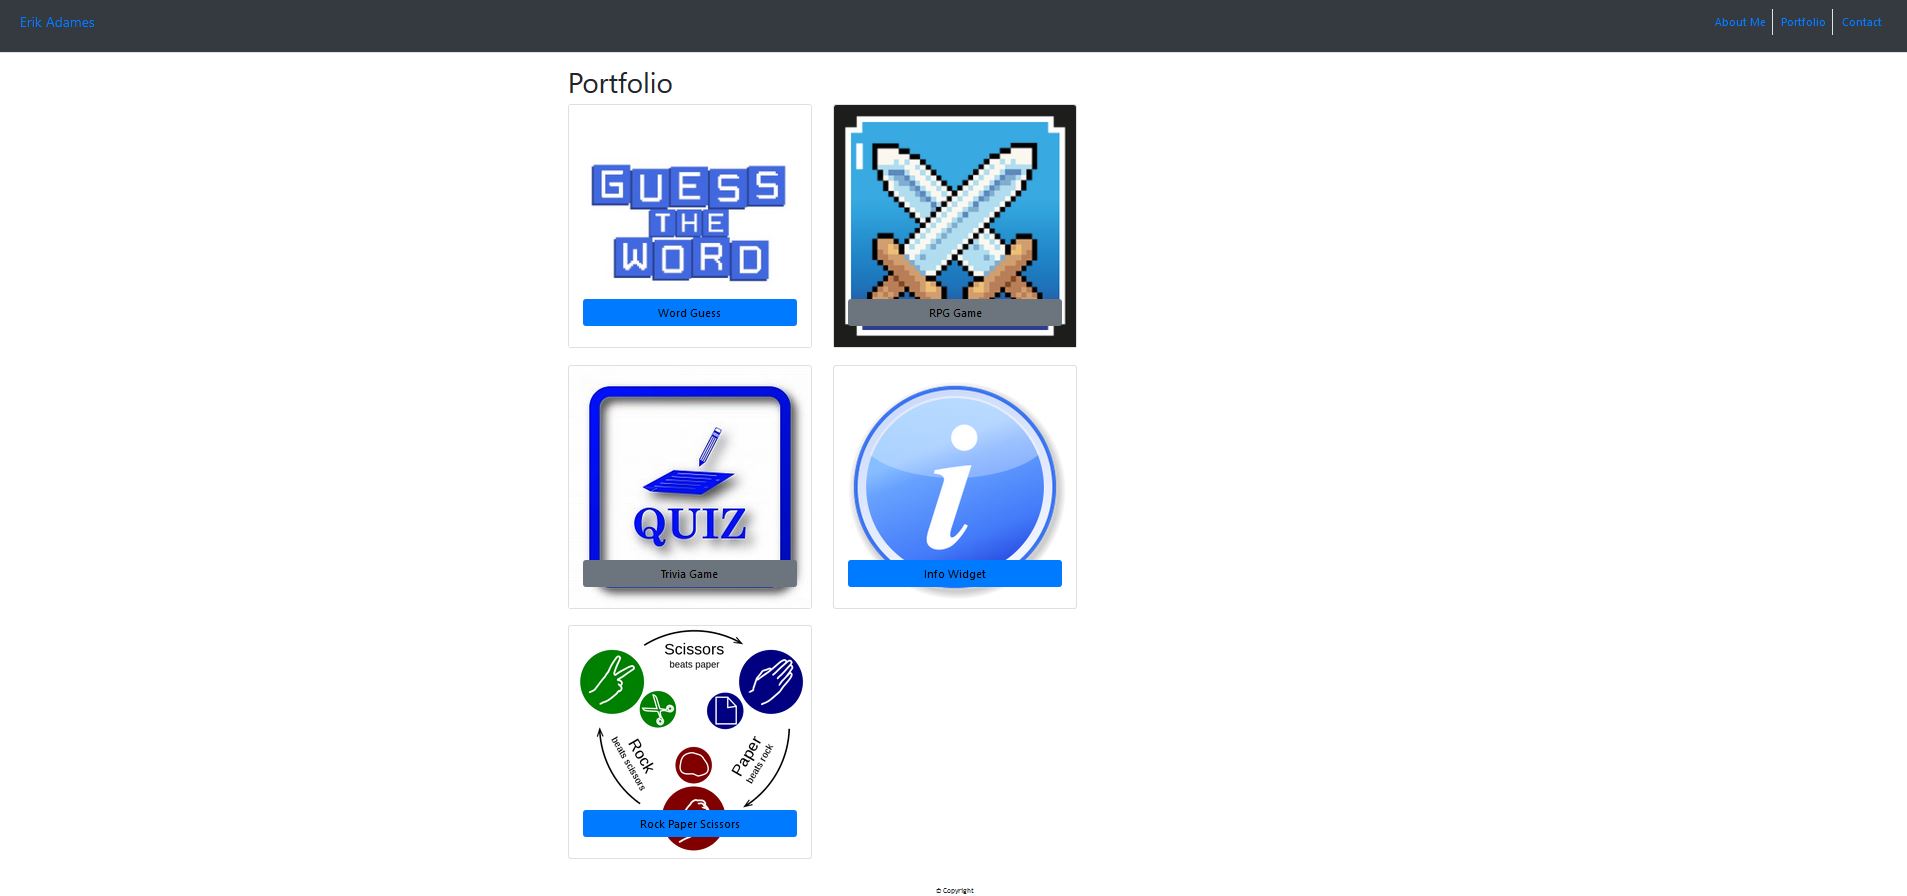 Erik Adames
About Me
Portfolio
Contact
Portfolio
GUESS
THE
WORD
Word Guess
RPG Game
QUIZ
Trivia Game
i
Info Widget
Scissors
beats paper
Rock
beats scissors
Paper
beats rock
Rock Paper Scissors
© Copyright